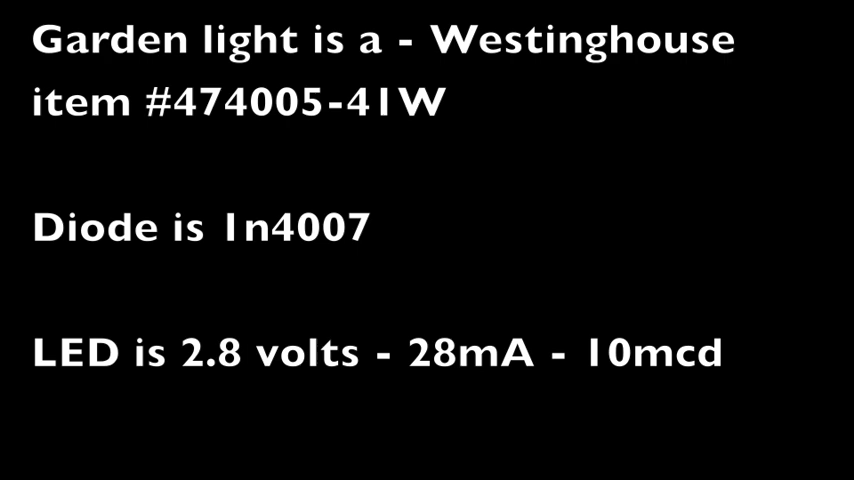 Garden light is a - Westinghouse
item #474005-41W
Diode is 1n4007
LED is 2.8 volts - 28mA - 10mcd